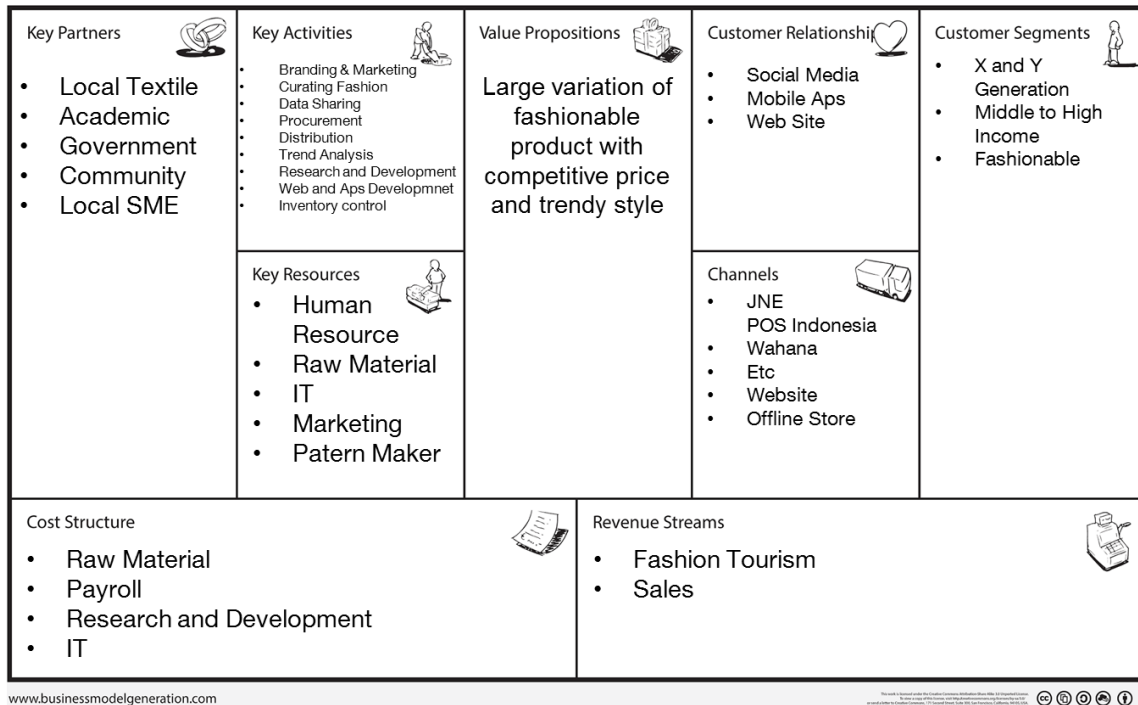 Key Partners
• Local Textile
• Academic
• Government
• Community
• Local SME
Key Activities
• Branding & Marketing
• Curating Fashion
• Data Sharing
• Procurement
• Distribution
• Trend Analysis
• Research and Development
• Web and Aps Developmnet
• Inventory control
Key Resources
• Human
Resource
• Raw Material
• IT
• Marketing
• Patern Maker
Value Propositions
Large variation of
fashionable
product with
competitive price
and trendy style
Customer Relationship
• Social Media
• Mobile Aps
• Web Site
Channels
• JNE
POS Indonesia
• Wahana
• Etc
• Website
• Offline Store
Customer Segments
• X and Y
Generation
• Middle to High
Income
• Fashionable
Cost Structure
• Raw Material
• Payroll
• Research and Development
• IT
Revenue Streams
• Fashion Tourism
• Sales
www.businessmodelgeneration.com